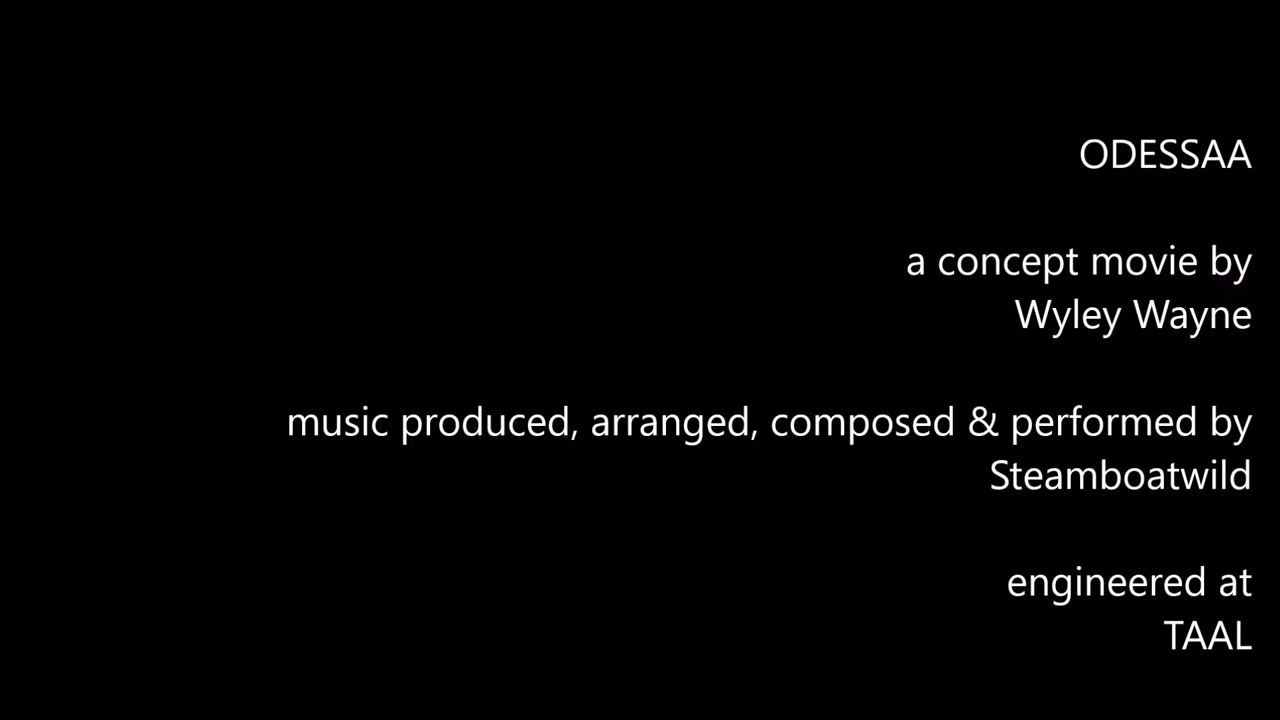 ODESSAA
a concept movie by
Wyley Wayne
music produced, arranged, composed & performed by
Steamboatwild
engineered at
TAAL